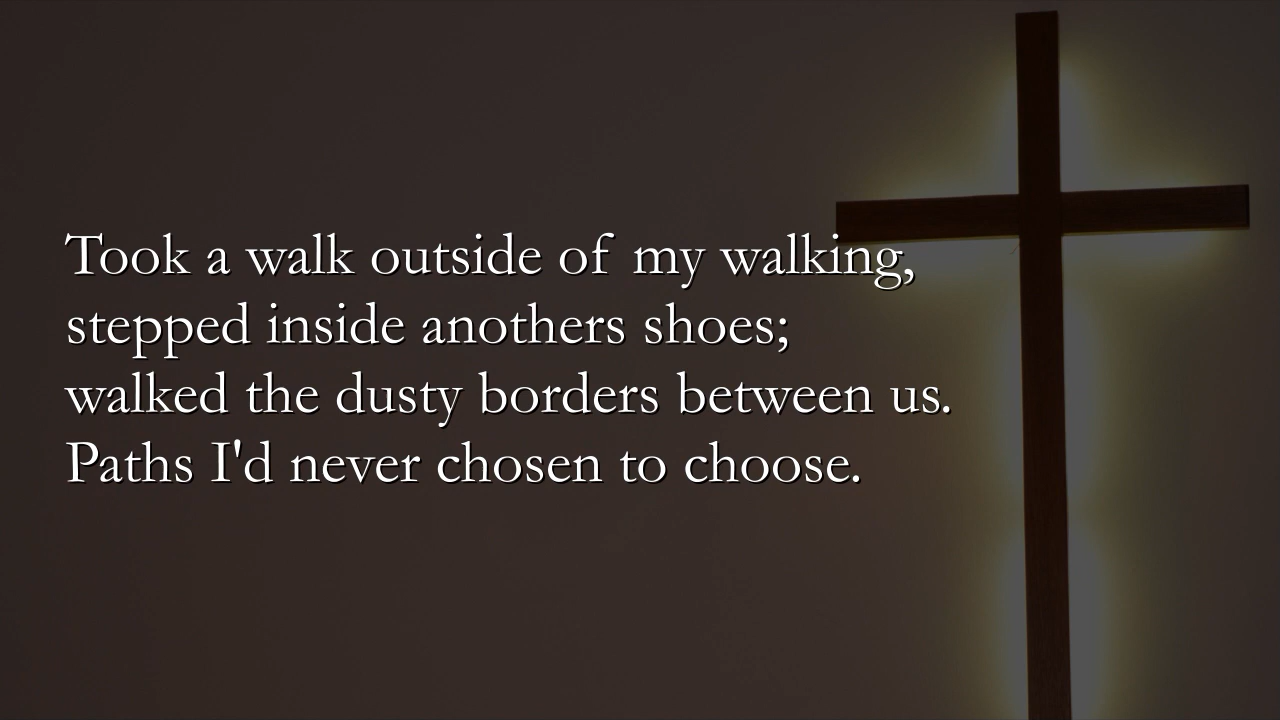 Took a walk outside of my walking,
stepped inside anothers shoes;
walked the dusty borders between us.
Paths I'd never chosen to choose.